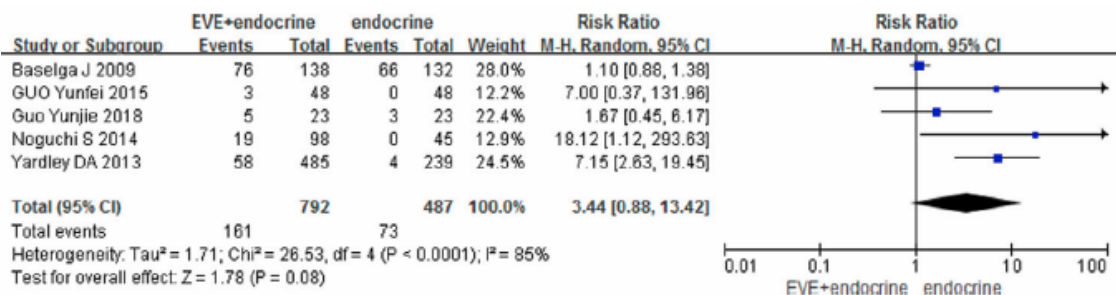 EVE+endocrine endocrine Risk Ratio Risk Ratio
Study or Subgroup Events Total Events Total Weight M-H, Random, 95% CI M-H, Random, 95% CI
Baselga J 2009 76 138 66 132 28.0% 1.10 [0.88, 1.38]
GUO Yunfei 2015 3 48 0 48 12.2% 7.00 [0.37, 131.96]
Guo Yunjie 2018 5 23 3 23 22.4% 1.67 [0.45, 6.17]
Noguchi S 2014 19 98 0 45 12.9% 18.12 [1.12, 293.63]
Yardley DA 2013 58 485 4 239 24.5% 7.15 [2.63, 19.45]
Total (95% CI) 792 487 100.0% 3.44 [0.88, 13.42]
Total events 161 73
Heterogeneity: Tau² = 1.71; Chi² = 26.53, df = 4 (P < 0.0001); I² = 85%
Test for overall effect: Z = 1.78 (P = 0.08)
0.01 0.1 1 10 100
EVE+endocrine endocrine